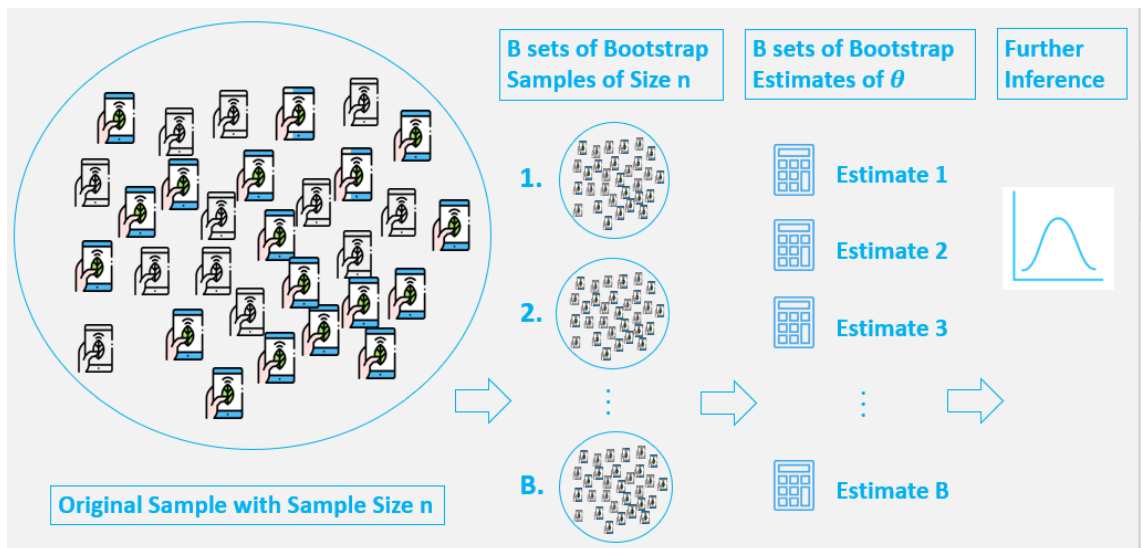 B sets of Bootstrap
Samples of Size n
B sets of Bootstrap
Estimates of θ
Further
Inference
1.
Estimate 1
2.
Estimate 2
Estimate 3
⋮
⋮
B.
Estimate B
Original Sample with Sample Size n